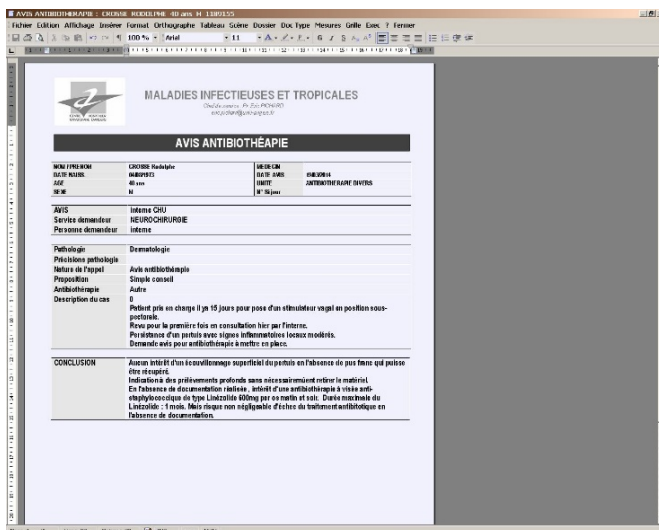 AVIS ANTIBIOTHERAPIE : CROSSE RODOLPHE 40 ans M 1189155
Fichier Edition Affichage Insérer Format Orthographe Tableau Scène Dossier Doc Type Mesures Grille Exec ? Fermer
100 % Arial 11 G I S
MALADIES INFECTIEUSES ET TROPICALES
AVIS ANTIBIOTHÉAPIE
NOM / PRENOM CROSSE Rodolphe MEDECIN
DATE NAISS. DATE AVIS
AGE 40 ans UNITE ANTIBIOTHERAPIE DIVERS
SEXE M N° Séjour
AVIS Interne CHU
Service demandeur NEUROCHIRURGIE
Personne demandeur interne
Pathologie Dermatologie
Précisions pathologie
Nature de l'appel Avis antibiothérapie
Proposition Simple conseil
Antibiothérapie Autre
Description du cas 0
Patient pris en charge il ya 15 jours pour pose d'un stimulateur vagal en position sous-
pectorale.
Revu pour la première fois en consultation hier par l'interne.
Persistance d'un pertuis avec signes inflammatoires locaux modérés.
Demande avis pour antibiothérapie à mettre en place.
CONCLUSION Aucun intérêt d'un écouvillonnage superficiel du pertuis en l'absence de pus franc qui puisse
être récupéré.
Indication à des prélèvements profonds sans nécessairement retirer le matériel.
En l'absence de documentation réalisée , intérêt d'une antibiothérapie à visée anti-
staphylococcique de type Linézolide 600mg per os matin et soir. Durée maximale du
Linézolide : 1 mois. Mais risque non négligeable d'échec du traitement antibiotique en
l'absence de documentation.